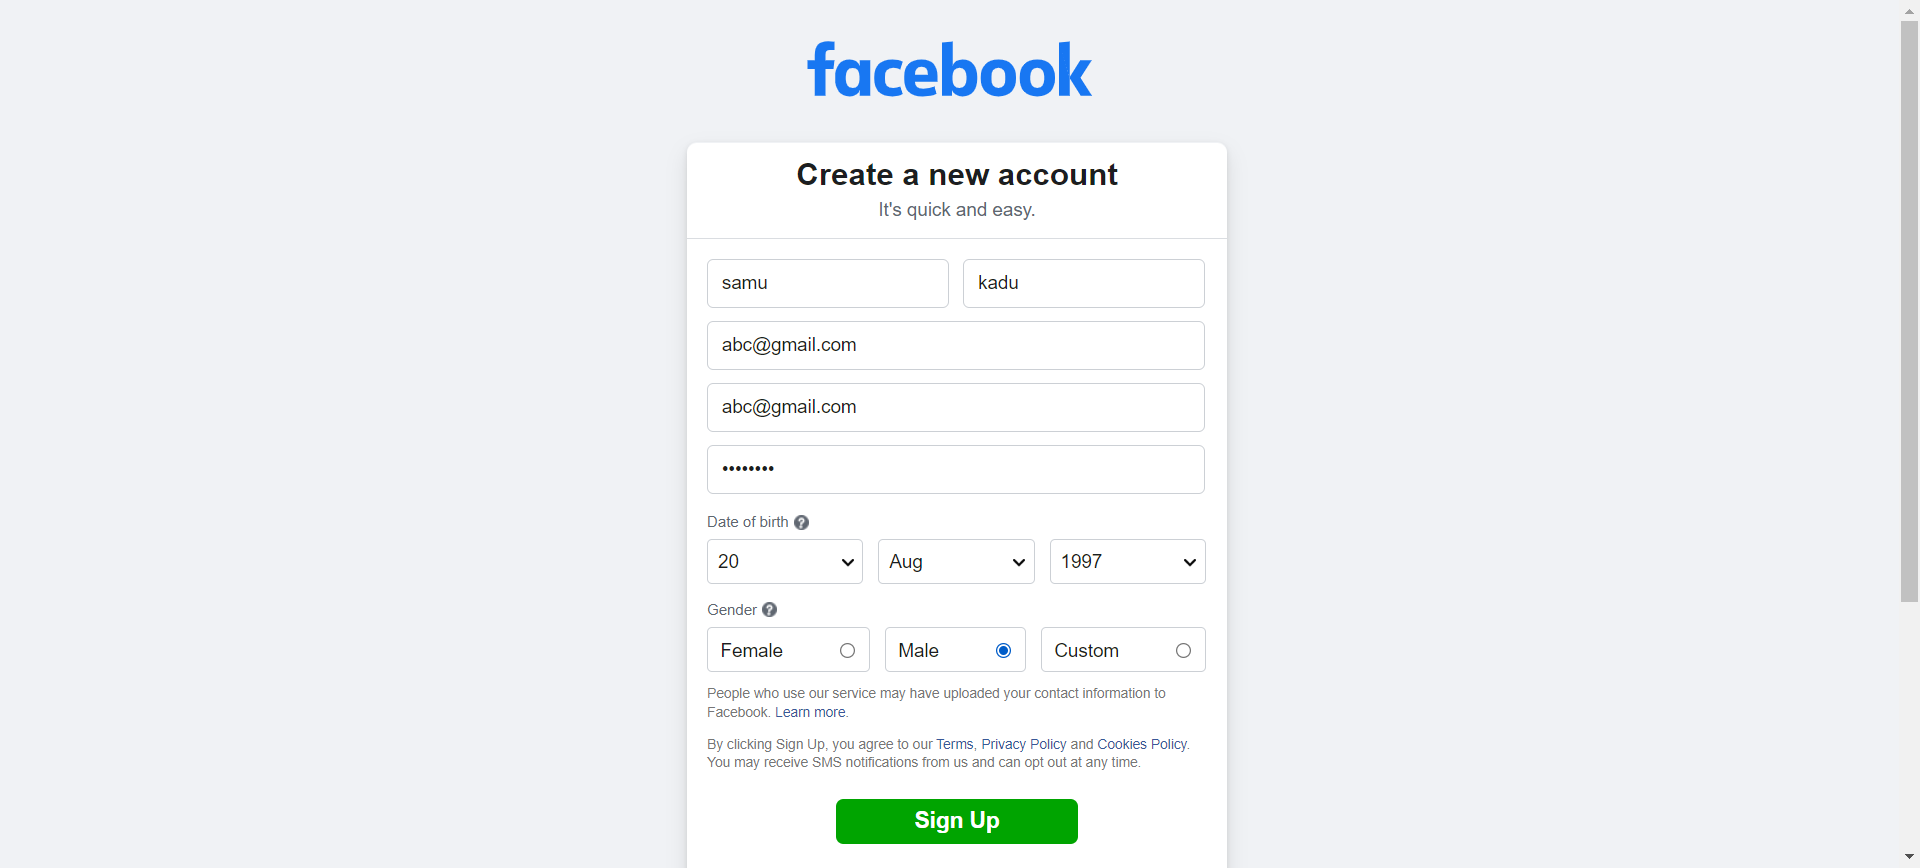 facebook
Create a new account
It's quick and easy.
samu kadu
abc@gmail.com
abc@gmail.com
••••••••
Date of birth ?
20 Aug 1997
Gender ?
Female Male Custom
People who use our service may have uploaded your contact information to
Facebook. Learn more.
By clicking Sign Up, you agree to our Terms, Privacy Policy and Cookies Policy.
You may receive SMS notifications from us and can opt out at any time.
Sign Up